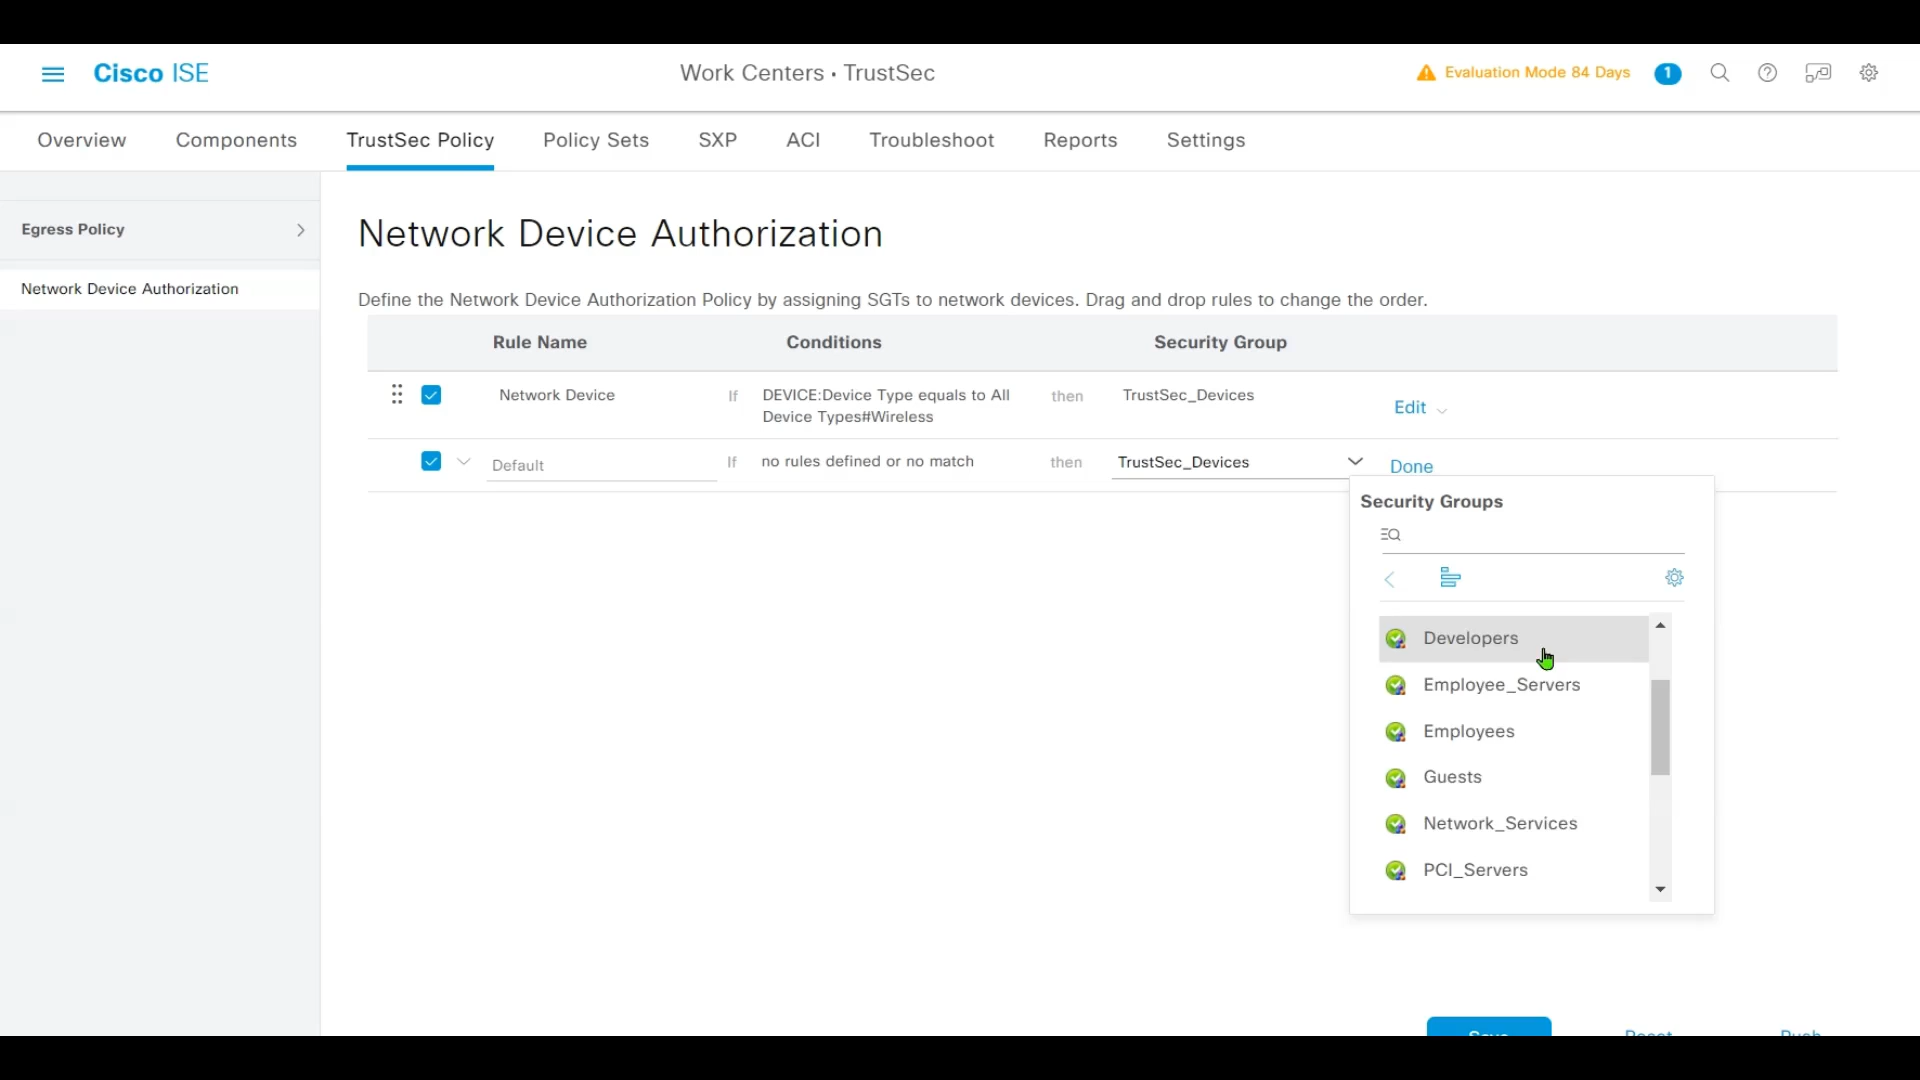 Cisco ISE
Work Centers · TrustSec
Evaluation Mode 84 Days
1
Overview
Components
TrustSec Policy
Policy Sets
SXP
ACI
Troubleshoot
Reports
Settings
Egress Policy
Network Device Authorization
Network Device Authorization
Define the Network Device Authorization Policy by assigning SGTs to network devices. Drag and drop rules to change the order.
Rule Name
Conditions
Security Group
Network Device
If
DEVICE:Device Type equals to All
Device Types#Wireless
then
TrustSec_Devices
Edit
Default
If
no rules defined or no match
then
TrustSec_Devices
Done
Security Groups
Developers
Employee_Servers
Employees
Guests
Network_Services
PCI_Servers
Save
Reset
Push